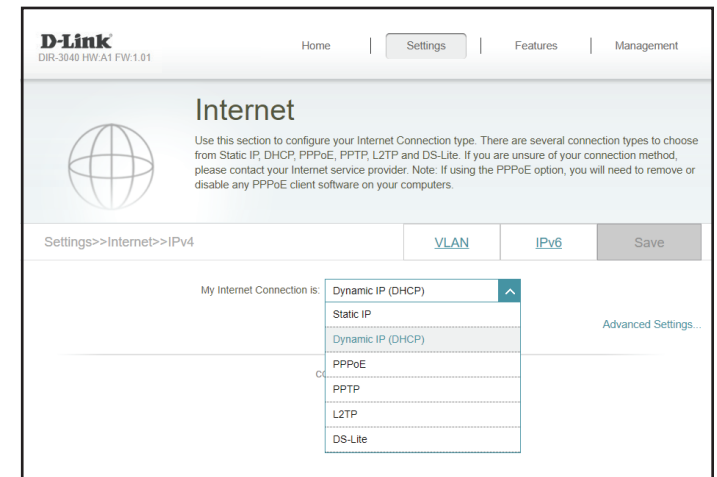 D-Link
DIR-3040 HW:A1 FW:1.01
Home
Settings
Features
Management
Internet
Use this section to configure your Internet Connection type. There are several connection types to choose
from Static IP, DHCP, PPPoE, PPTP, L2TP and DS-Lite. If you are unsure of your connection method,
please contact your Internet service provider. Note: If using the PPPoE option, you will need to remove or
disable any PPPoE client software on your computers.
Settings>>Internet>>IPv4
VLAN
IPv6
Save
My Internet Connection is:
Dynamic IP (DHCP)
Static IP
Dynamic IP (DHCP)
PPPoE
PPTP
L2TP
DS-Lite
Advanced Settings...